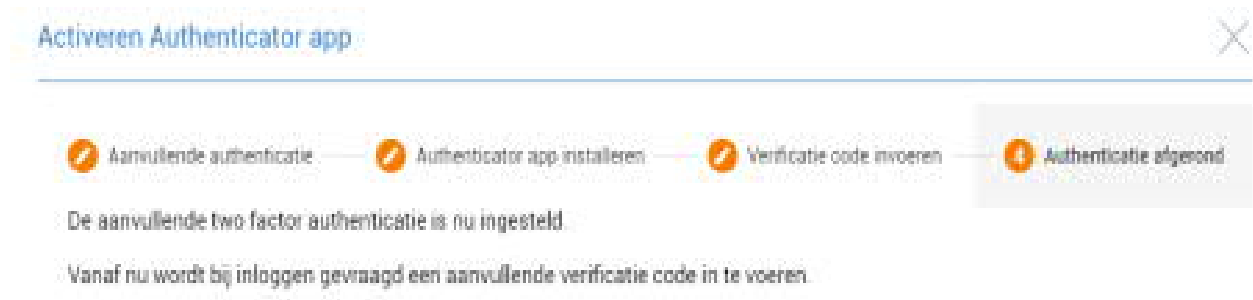 Activeren Authenticator app
Aanvullende authenticatie
Authenticator app installeren
Verificatie code invoeren
4 Authenticatie afgerond
De aanvullende two factor authenticatie is nu ingesteld.
Vanaf nu wordt bij inloggen gevraagd een aanvullende verificatie code in te voeren.